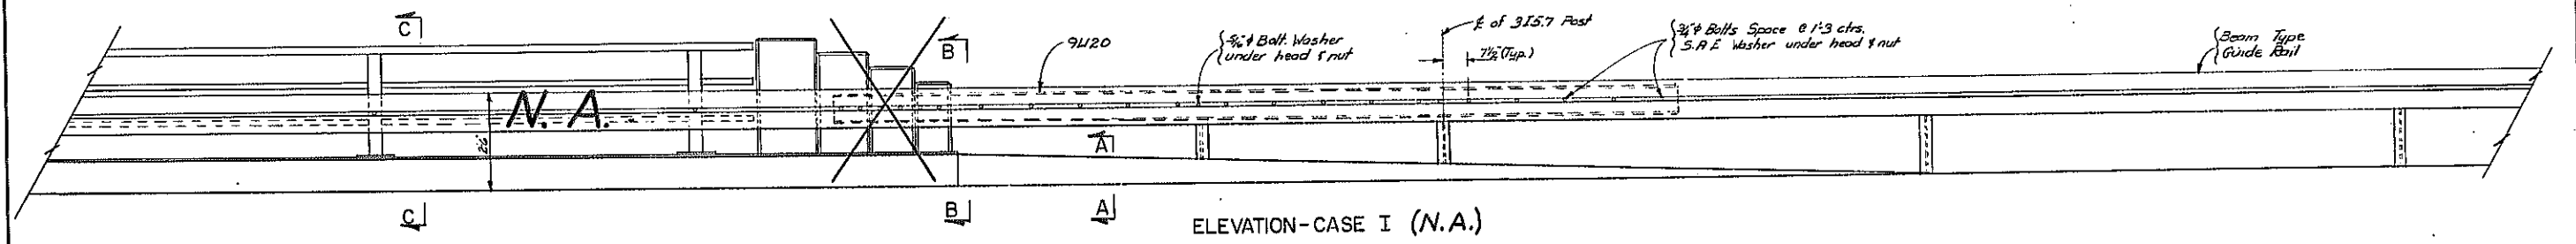 C
B
9W20
5/16"ϕ Bolt. Washer
under head & nut
℄ of 3I5.7 Post
7½" (Typ.)
3/4"ϕ Bolts Space @ 1'-3 ctrs.
S.A.E Washer under head & nut
Beam Type
Guide Rail
N. A.
A
C
B
A
ELEVATION-CASE I (N.A.)